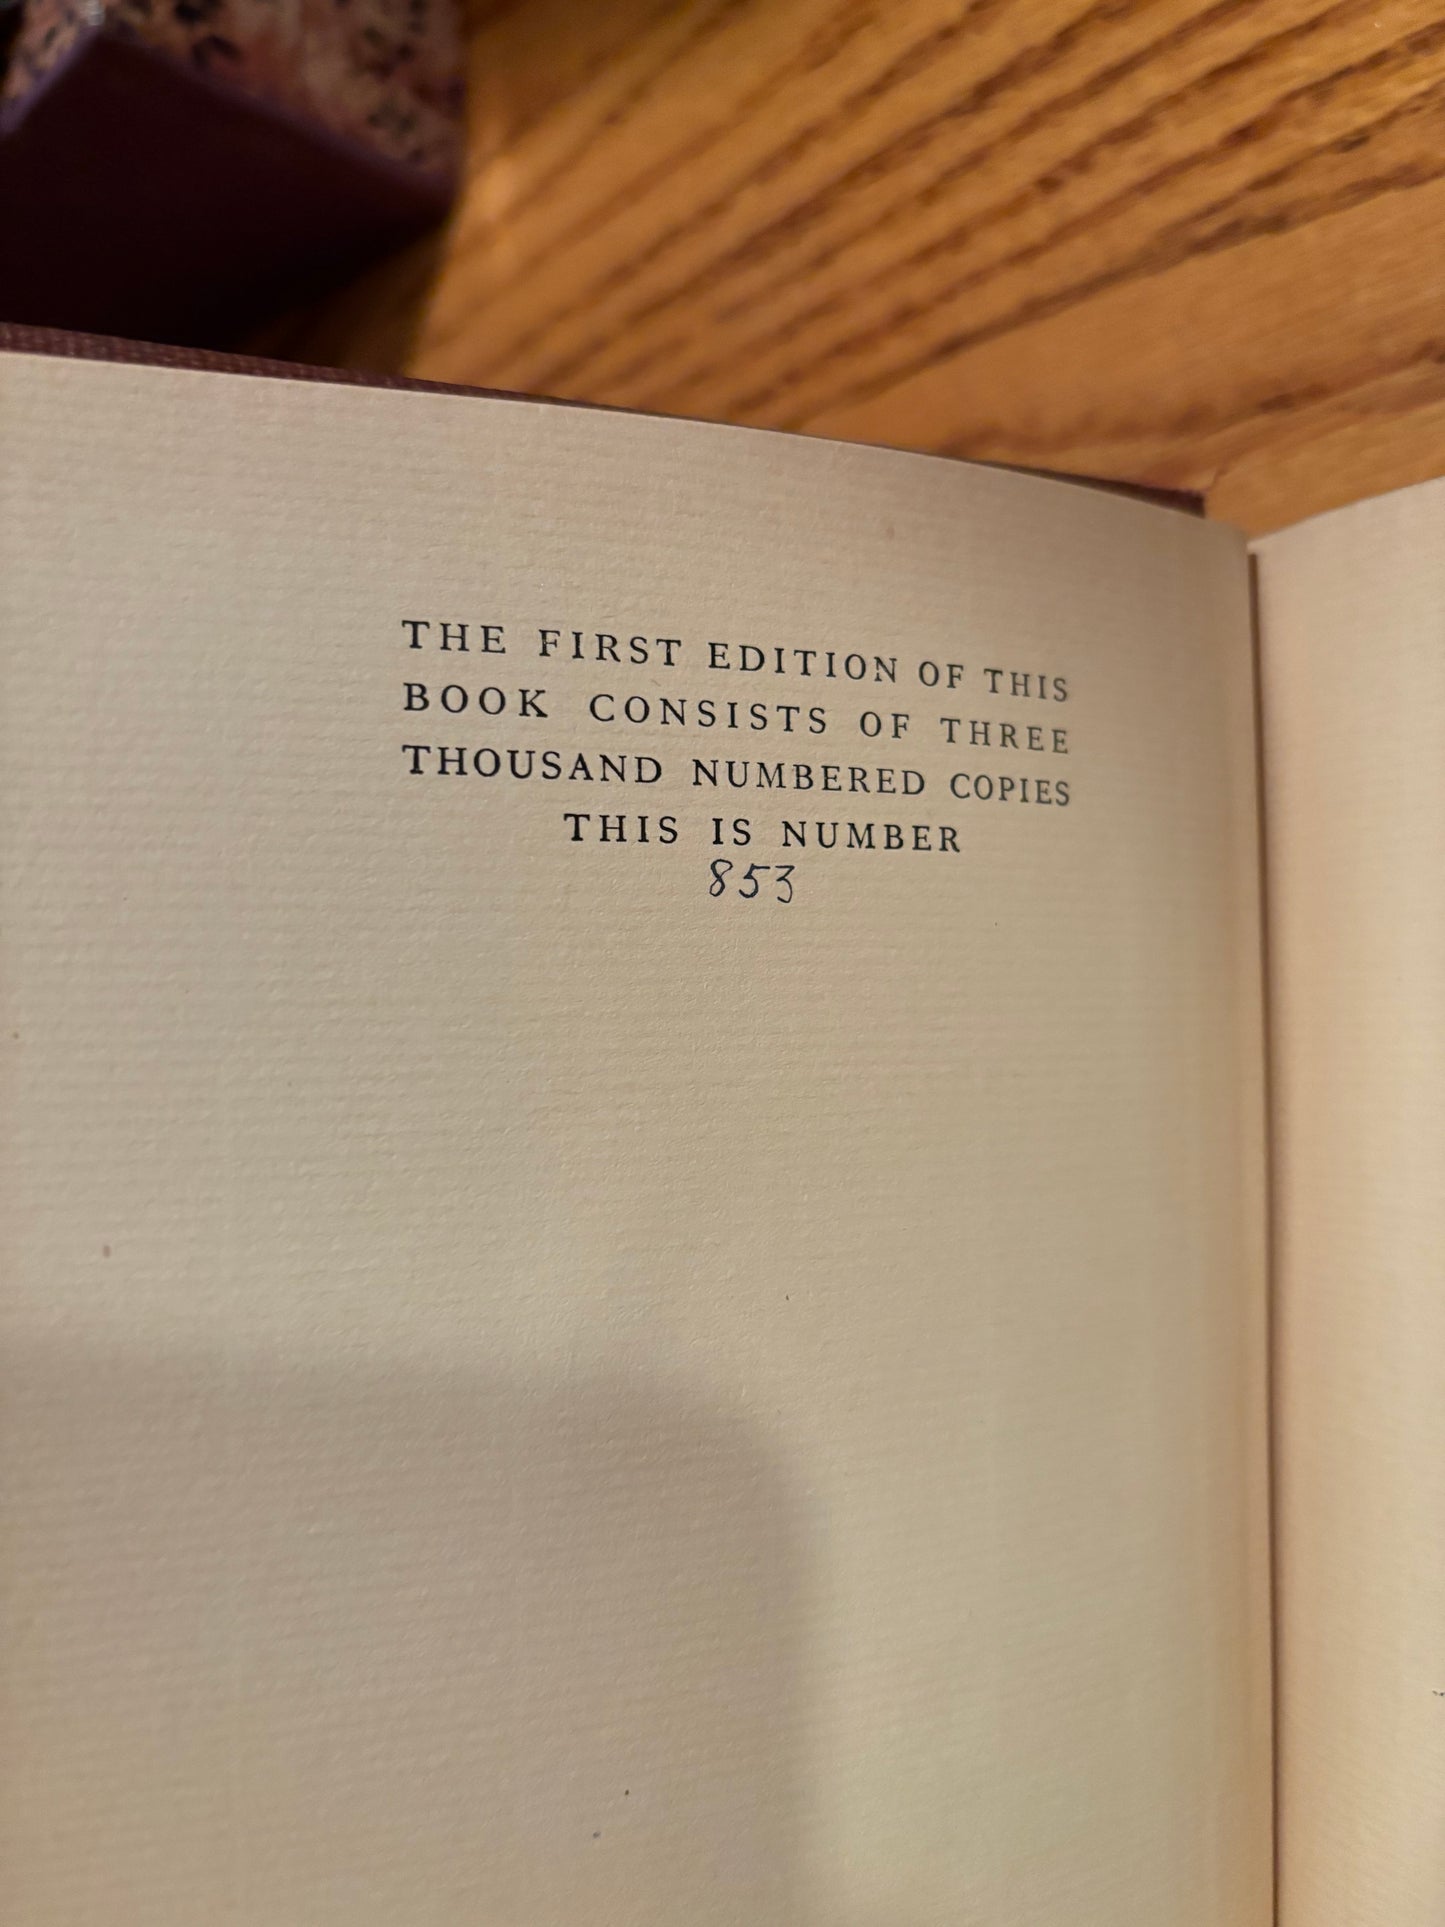 THE FIRST EDITION OF THIS
BOOK CONSISTS OF THREE
THOUSAND NUMBERED COPIES
THIS IS NUMBER
853